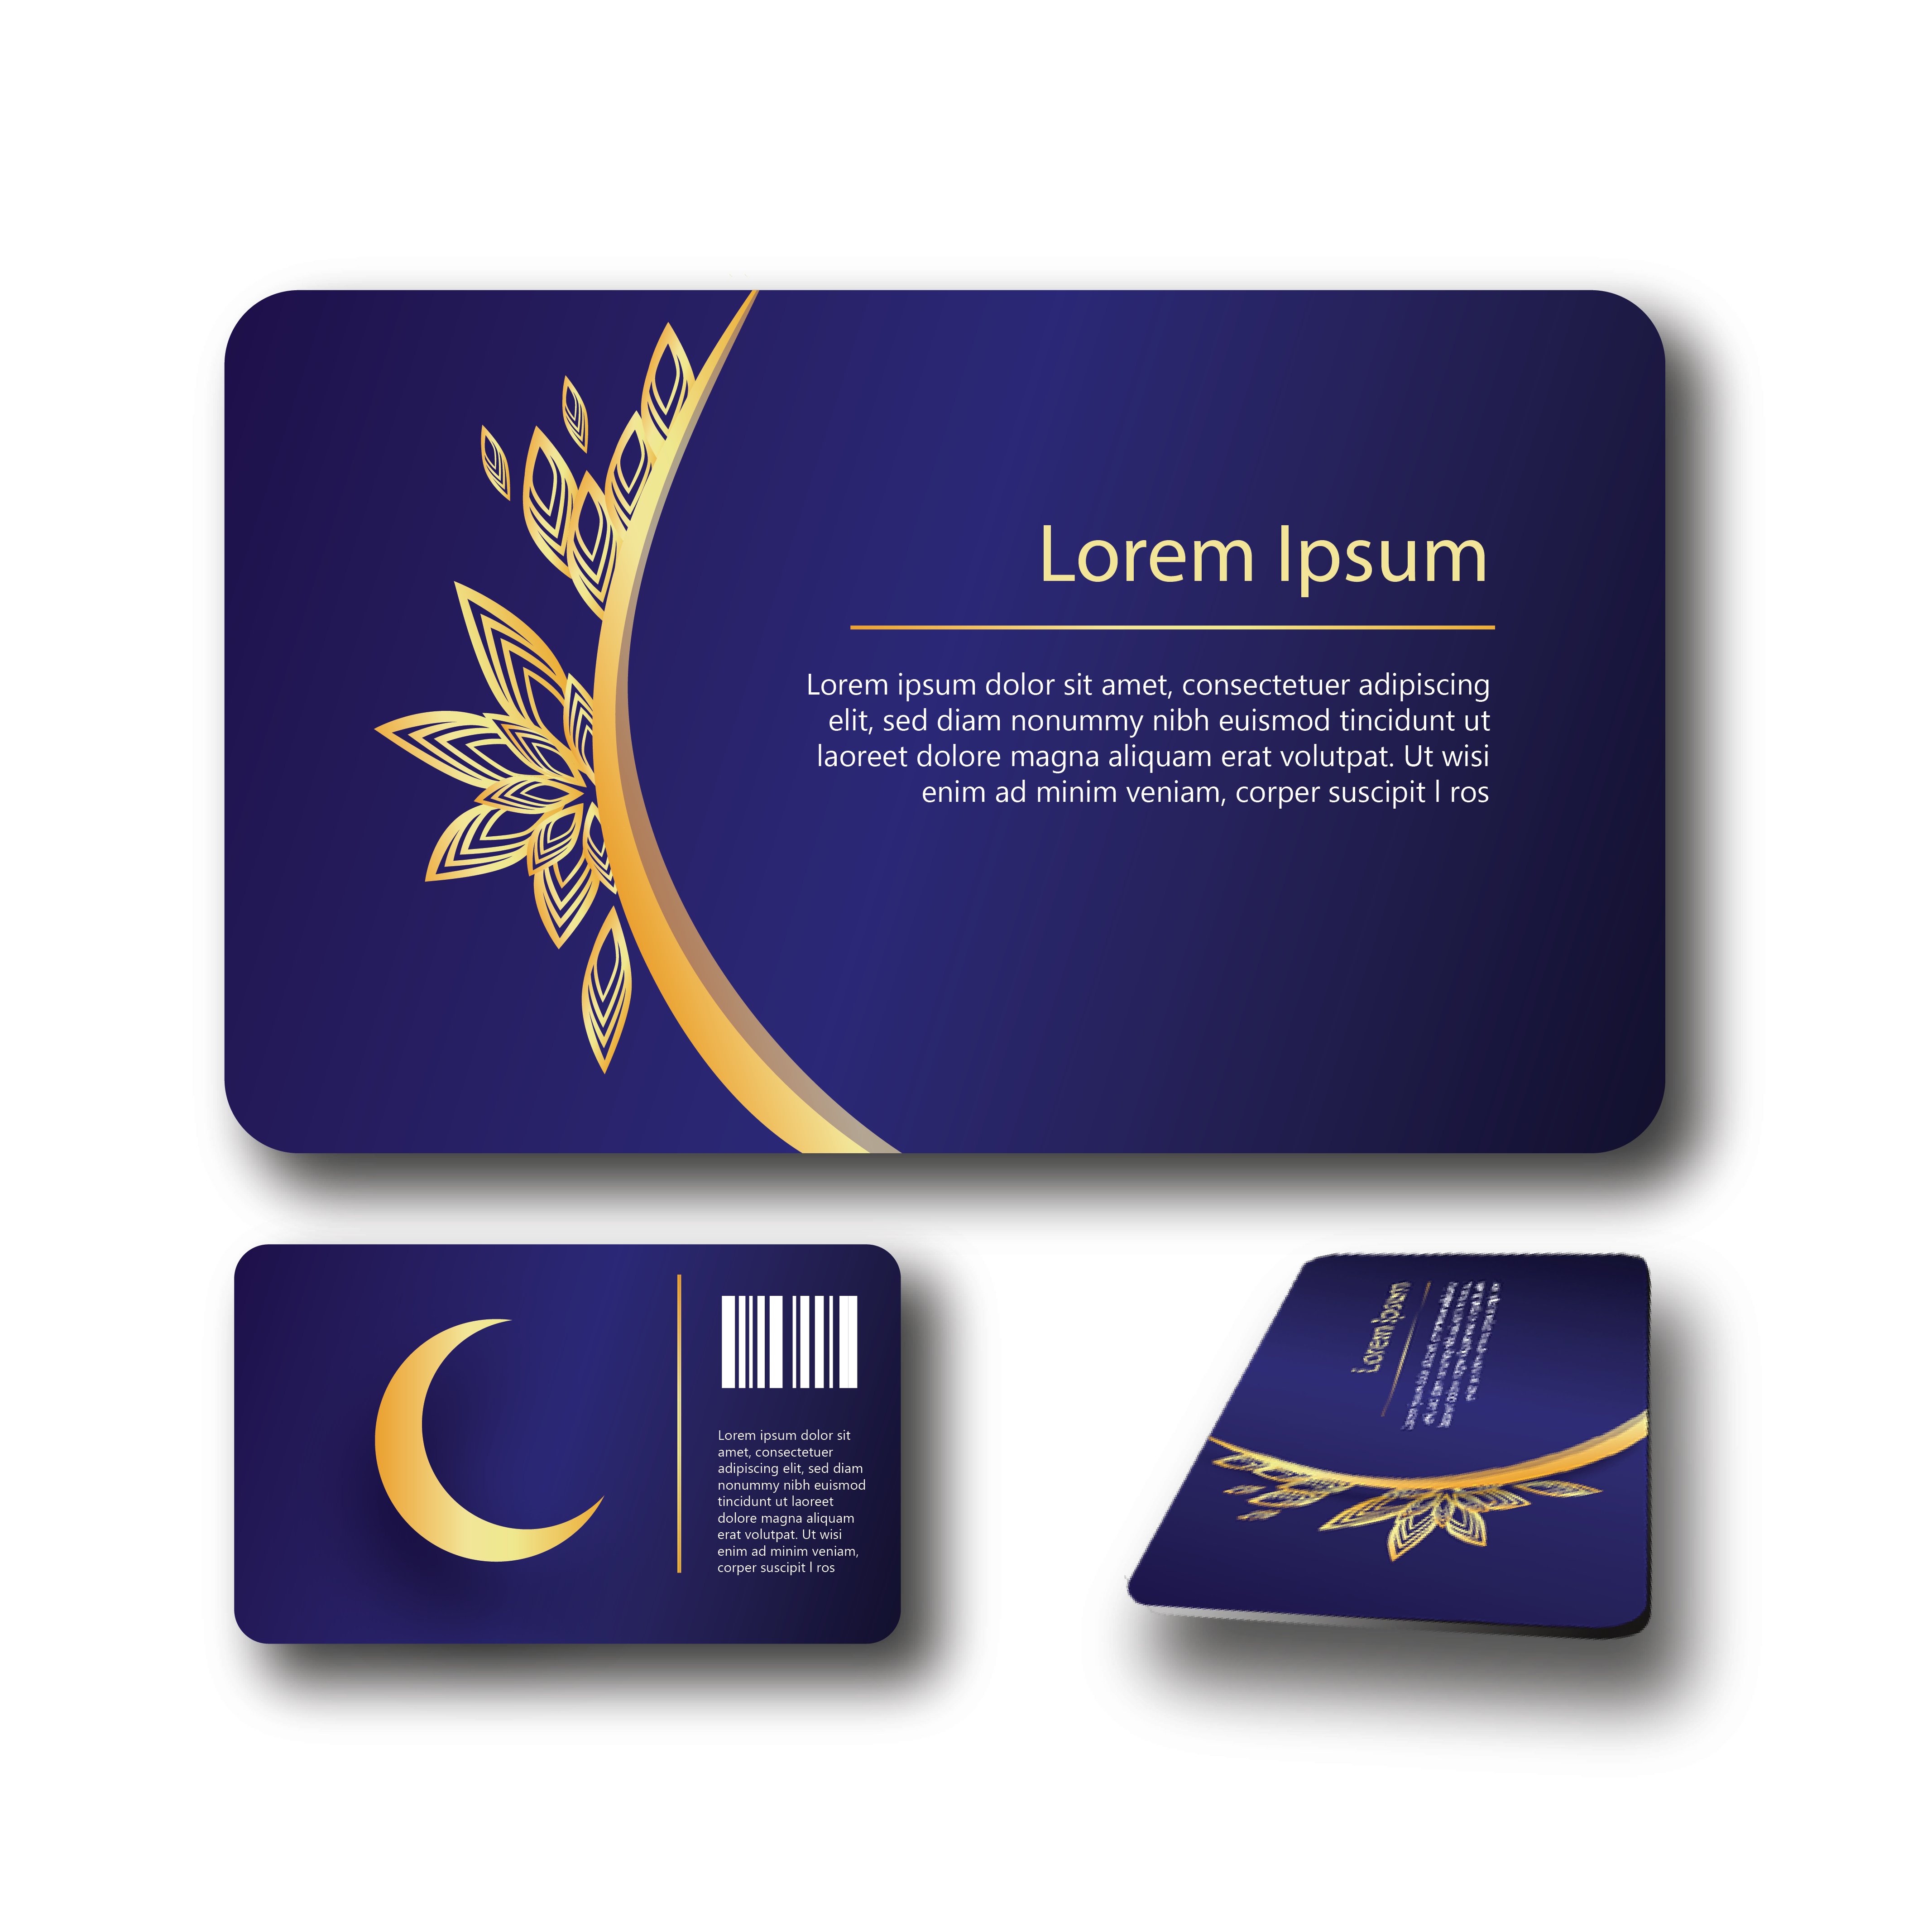 Lorem Ipsum
Lorem ipsum dolor sit amet, consectetuer adipiscing
elit, sed diam nonummy nibh euismod tincidunt ut
laoreet dolore magna aliquam erat volutpat. Ut wisi
enim ad minim veniam, corper suscipit l ros
Lorem ipsum dolor sit
amet, consectetuer
adipiscing elit, sed diam
nonummy nibh euismod
tincidunt ut laoreet
dolore magna aliquam
erat volutpat. Ut wisi
enim ad minim veniam,
corper suscipit l ros
Lorem Ipsum